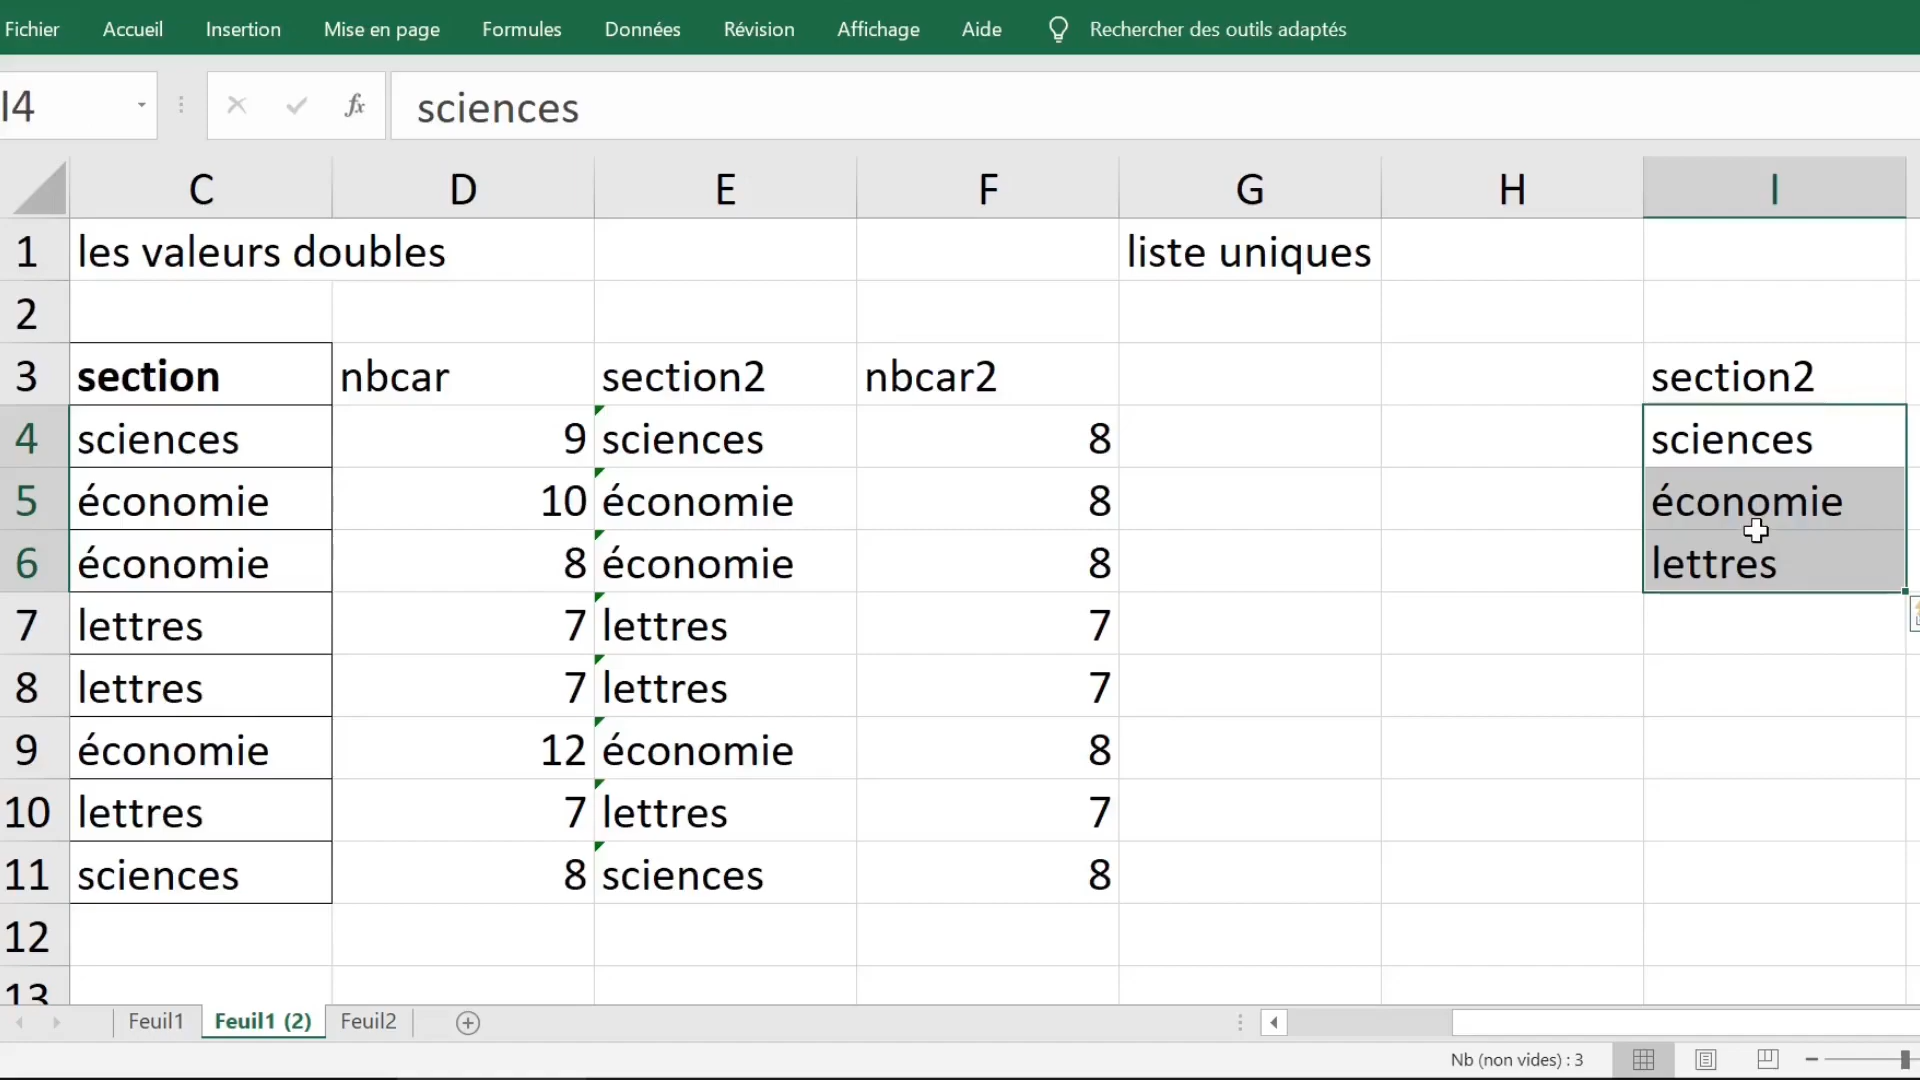 Fichier Accueil Insertion Mise en page Formules Données Révision Affichage Aide Rechercher des outils adaptés
I4 fx sciences
C D E F G H I
1 les valeurs doubles liste uniques
2
3 section nbcar section2 nbcar2 section2
4 sciences 9 sciences 8 sciences
5 économie 10 économie 8 économie
6 économie 8 économie 8 lettres
7 lettres 7 lettres 7
8 lettres 7 lettres 7
9 économie 12 économie 8
10 lettres 7 lettres 7
11 sciences 8 sciences 8
12
13
Feuil1 Feuil1 (2) Feuil2
Nb (non vides) : 3